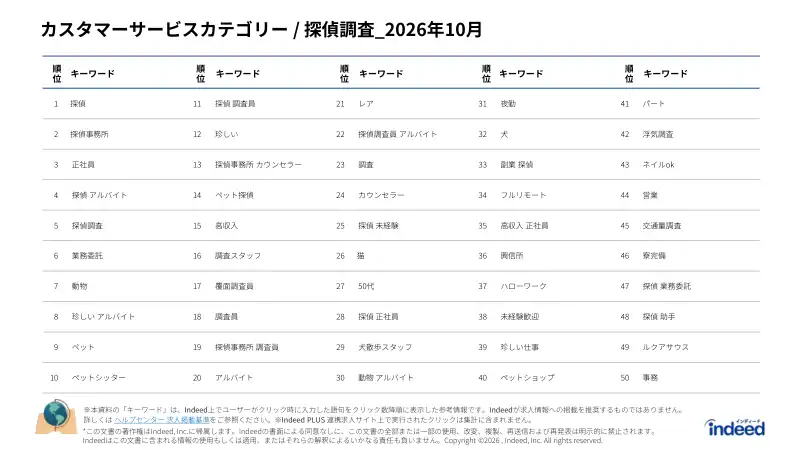 カスタマーサービスカテゴリー / 探偵調査_2026年10月
順位 キーワード 順位 キーワード 順位 キーワード 順位 キーワード 順位 キーワード
1 探偵 11 探偵 調査員 21 レア 31 夜勤 41 パート
2 探偵事務所 12 珍しい 22 探偵調査員 アルバイト 32 犬 42 浮気調査
3 正社員 13 探偵事務所 カウンセラー 23 調査 33 副業 探偵 43 ネイルok
4 探偵 アルバイト 14 ペット探偵 24 カウンセラー 34 フルリモート 44 営業
5 探偵調査 15 高収入 25 探偵 未経験 35 高収入 正社員 45 交通量調査
6 業務委託 16 調査スタッフ 26 猫 36 興信所 46 寮完備
7 動物 17 覆面調査員 27 50代 37 ハローワーク 47 探偵 業務委託
8 珍しい アルバイト 18 調査員 28 探偵 正社員 38 未経験歓迎 48 探偵 助手
9 ペット 19 探偵事務所 調査員 29 犬散歩スタッフ 39 珍しい仕事 49 ルクアサウス
10 ペットシッター 20 アルバイト 30 動物 アルバイト 40 ペットショップ 50 事務
※本資料の「キーワード」は、Indeed上でユーザーがクリック時に入力した語句をクリック数降順に表示した参考情報です。Indeedが求人情報への掲載を推奨するものではありません。
詳しくは ヘルプセンター 求人掲載基準をご参照ください。※Indeed PLUS 連携求人サイト上で実行されたクリックは集計に含まれません。
*この文書の著作権はIndeed, Inc.に帰属します。Indeedの書面による同意なしに、この文書の全部または一部の使用、改変、複製、再送信および再発表は明示的に禁止されます。
Indeedはこの文書に含まれる情報の使用もしくは適用、またはそれらの解釈によるいかなる責任も負いません。Copyright ©2026 , Indeed, Inc. All rights reserved.
インディード
indeed